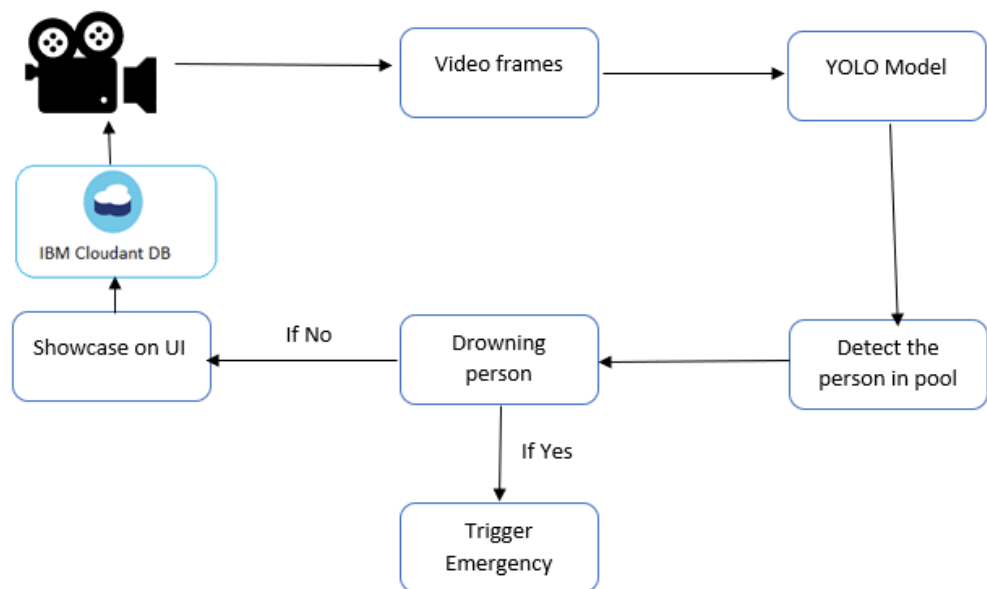 Video frames
YOLO Model
IBM Cloudant DB
Showcase on UI
If No
Drowning
person
Detect the
person in pool
If Yes
Trigger
Emergency